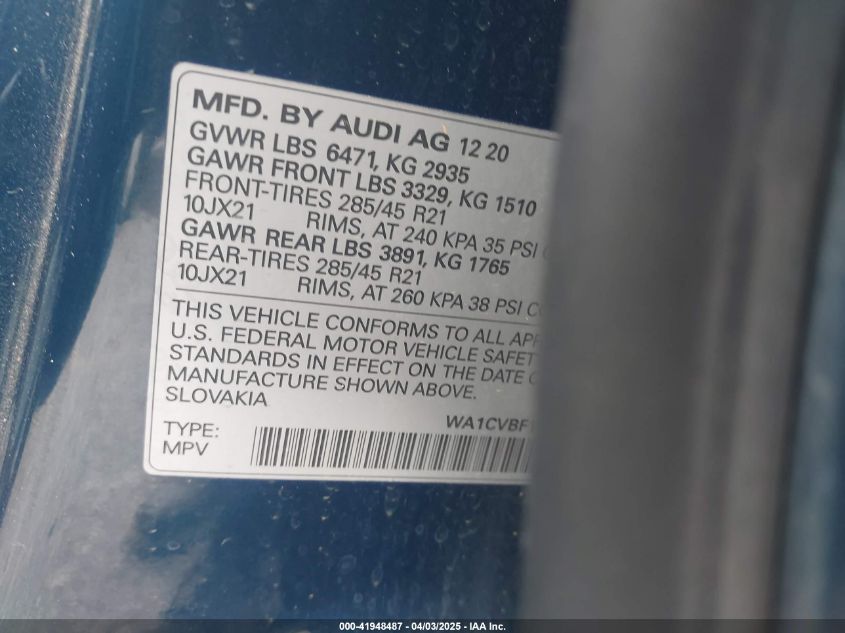 MFD. BY AUDI AG 12 20
GVWR LBS 6471, KG 2935
GAWR FRONT LBS 3329, KG 1510
FRONT-TIRES 285/45 R21
10JX21 RIMS, AT 240 KPA 35 PSI
GAWR REAR LBS 3891, KG 1765
REAR-TIRES 285/45 R21
10JX21 RIMS, AT 260 KPA 38 PSI
THIS VEHICLE CONFORMS TO ALL
U.S. FEDERAL MOTOR VEHICLE
STANDARDS IN EFFECT ON THE DATE
MANUFACTURE SHOWN ABOVE.
SLOVAKIA
WA1CVBF
TYPE:
MPV
000-41948487 - 04/03/2025 - IAA Inc.